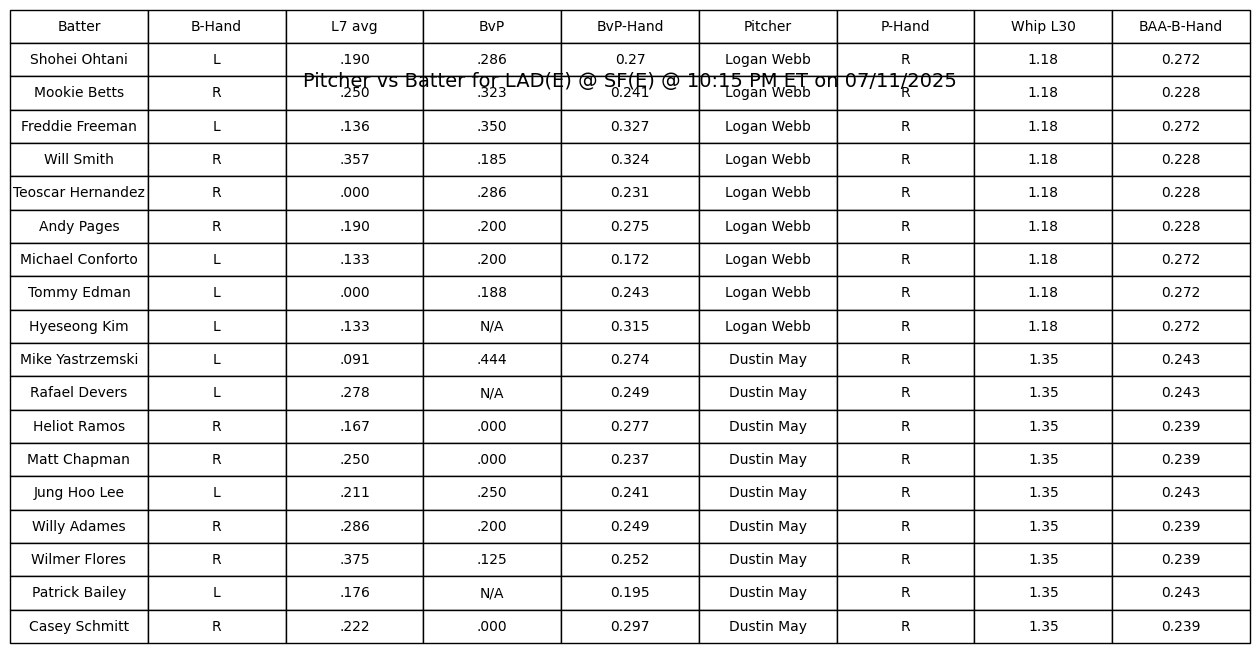 Batter B-Hand L7 avg BvP BvP-Hand Pitcher P-Hand Whip L30 BAA-B-Hand
Shohei Ohtani L .190 .286 0.27 Logan Webb R 1.18 0.272
Pitcher vs Batter for LAD(E) @ SF(E) @ 10:15 PM ET on 07/11/2025
Mookie Betts R .250 .323 0.241 Logan Webb R 1.18 0.228
Freddie Freeman L .136 .350 0.327 Logan Webb R 1.18 0.272
Will Smith R .357 .185 0.324 Logan Webb R 1.18 0.228
Teoscar Hernandez R .000 .286 0.231 Logan Webb R 1.18 0.228
Andy Pages R .190 .200 0.275 Logan Webb R 1.18 0.228
Michael Conforto L .133 .200 0.172 Logan Webb R 1.18 0.272
Tommy Edman L .000 .188 0.243 Logan Webb R 1.18 0.272
Hyeseong Kim L .133 N/A 0.315 Logan Webb R 1.18 0.272
Mike Yastrzemski L .091 .444 0.274 Dustin May R 1.35 0.243
Rafael Devers L .278 N/A 0.249 Dustin May R 1.35 0.243
Heliot Ramos R .167 .000 0.277 Dustin May R 1.35 0.239
Matt Chapman R .250 .000 0.237 Dustin May R 1.35 0.239
Jung Hoo Lee L .211 .250 0.241 Dustin May R 1.35 0.243
Willy Adames R .286 .200 0.249 Dustin May R 1.35 0.239
Wilmer Flores R .375 .125 0.252 Dustin May R 1.35 0.239
Patrick Bailey L .176 N/A 0.195 Dustin May R 1.35 0.243
Casey Schmitt R .222 .000 0.297 Dustin May R 1.35 0.239